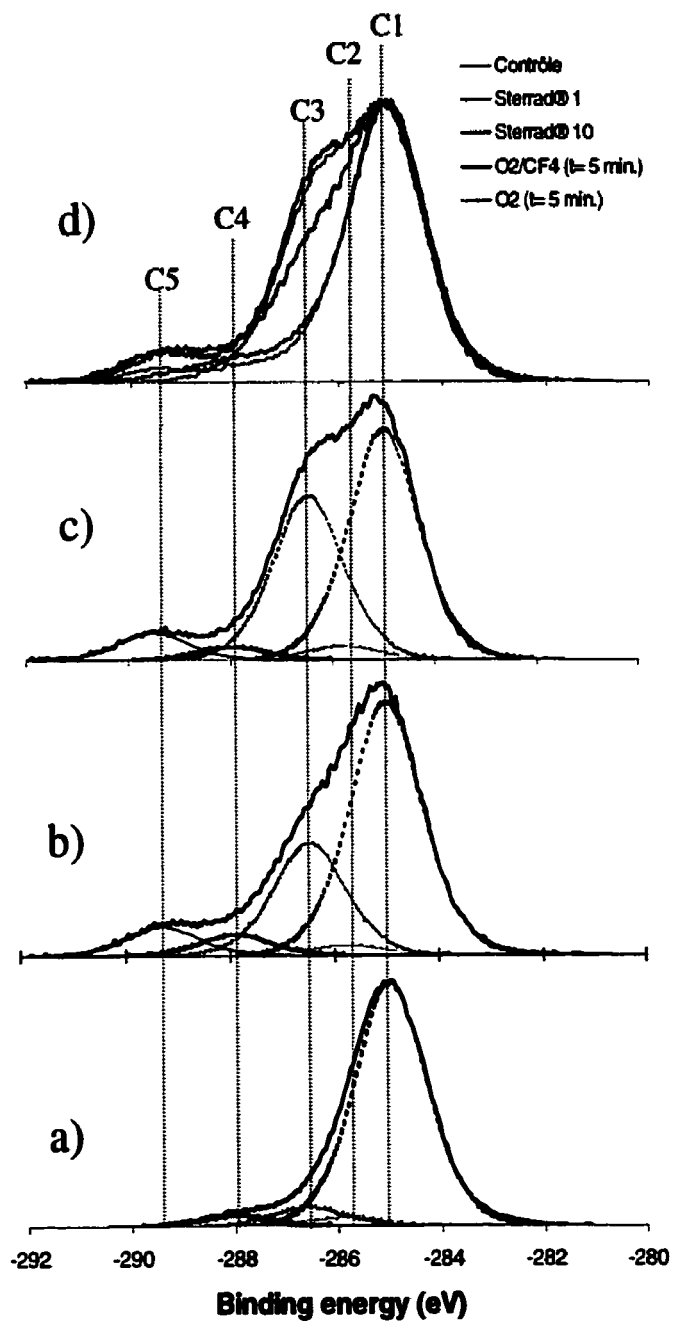 C1
C2
C3
C4
C5
Contrôle
Sterrad® 1
Sterrad® 10
O2/CF4 (t= 5 min.)
O2 (t= 5 min.)
d)
c)
b)
a)
-292 -290 -288 -286 -284 -282 -280
Binding energy (eV)